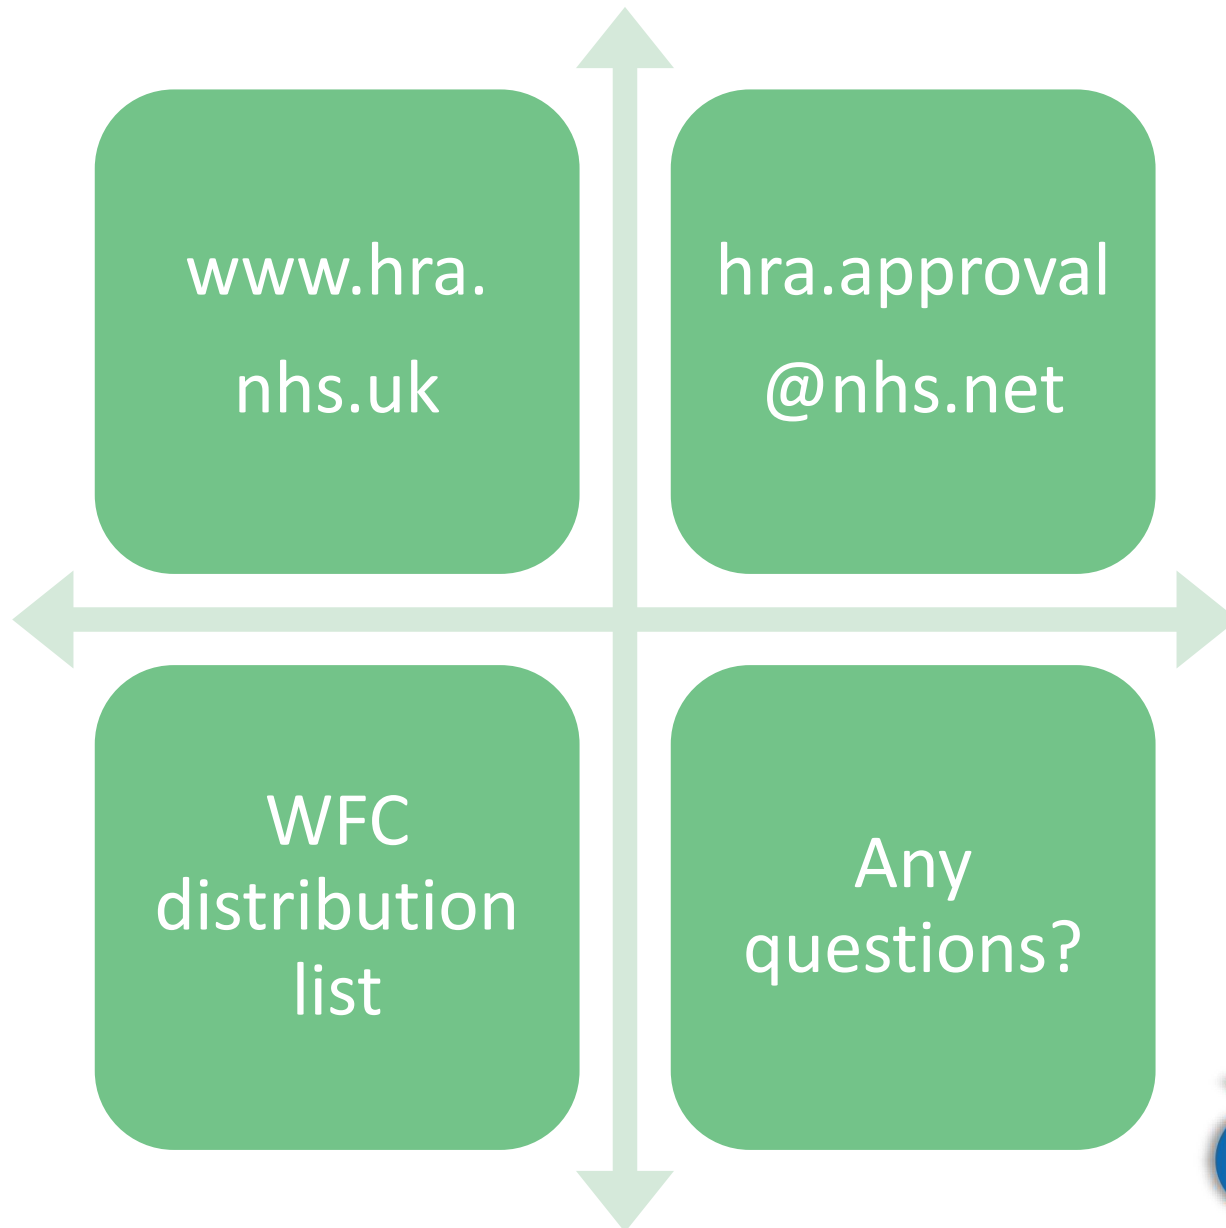 www.hra.
nhs.uk
hra.approval
@nhs.net
WFC
distribution
list
Any
questions?